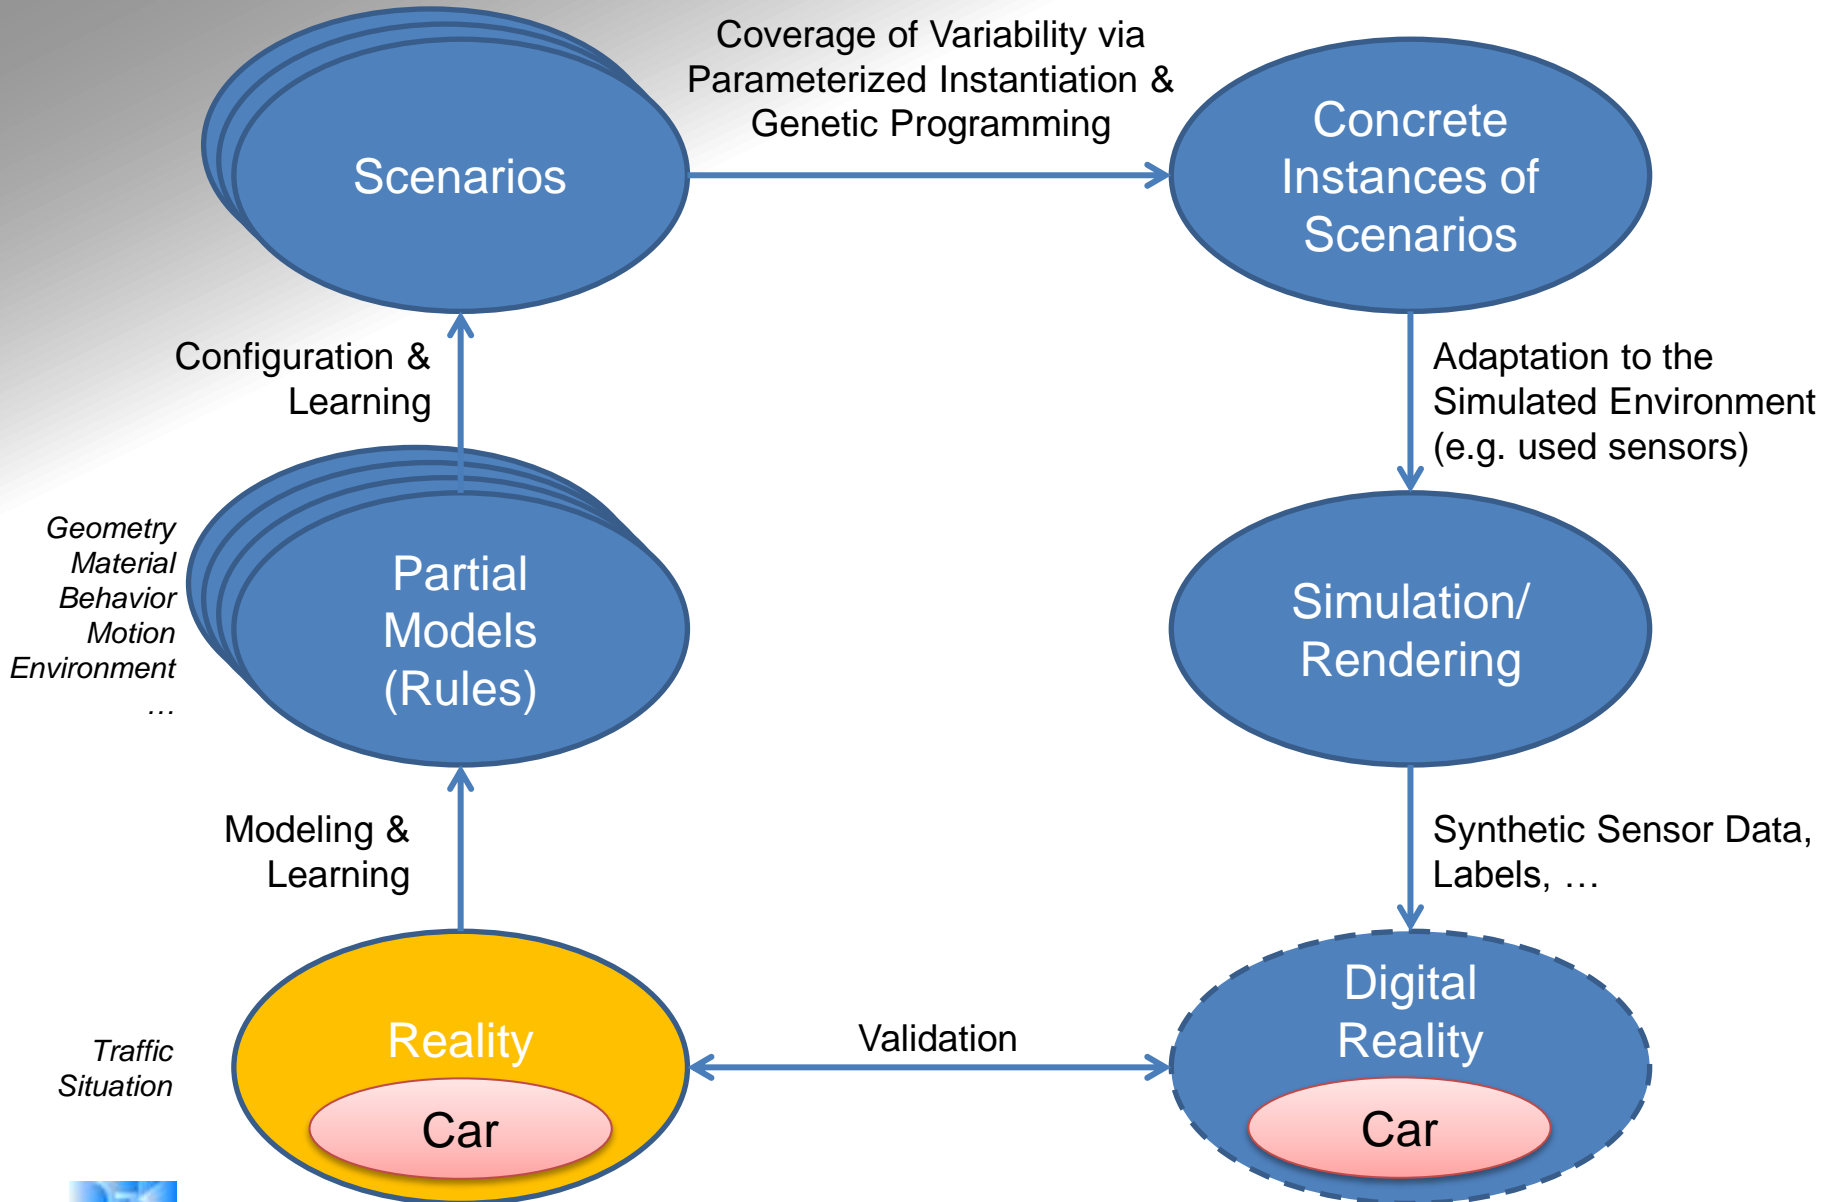 Coverage of Variability via
Parameterized Instantiation &
Genetic Programming
Scenarios
Concrete
Instances of
Scenarios
Configuration &
Learning
Adaptation to the
Simulated Environment
(e.g. used sensors)
Geometry
Material
Behavior
Motion
Environment
…
Partial
Models
(Rules)
Simulation/
Rendering
Modeling &
Learning
Synthetic Sensor Data,
Labels, …
Traffic
Situation
Reality
Car
Validation
Digital
Reality
Car